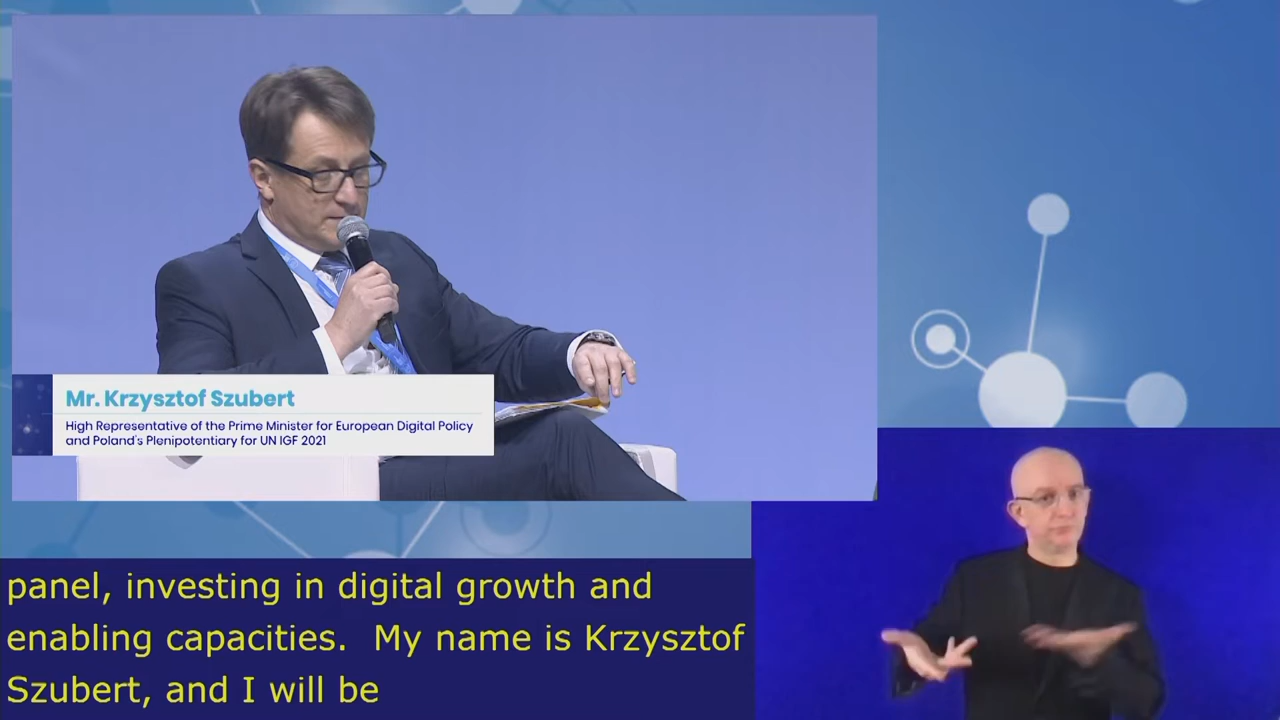 Mr. Krzysztof Szubert
High Representative of the Prime Minister for European Digital Policy
and Poland's Plenipotentiary for UN IGF 2021
panel, investing in digital growth and
enabling capacities.  My name is Krzysztof
Szubert, and I will be